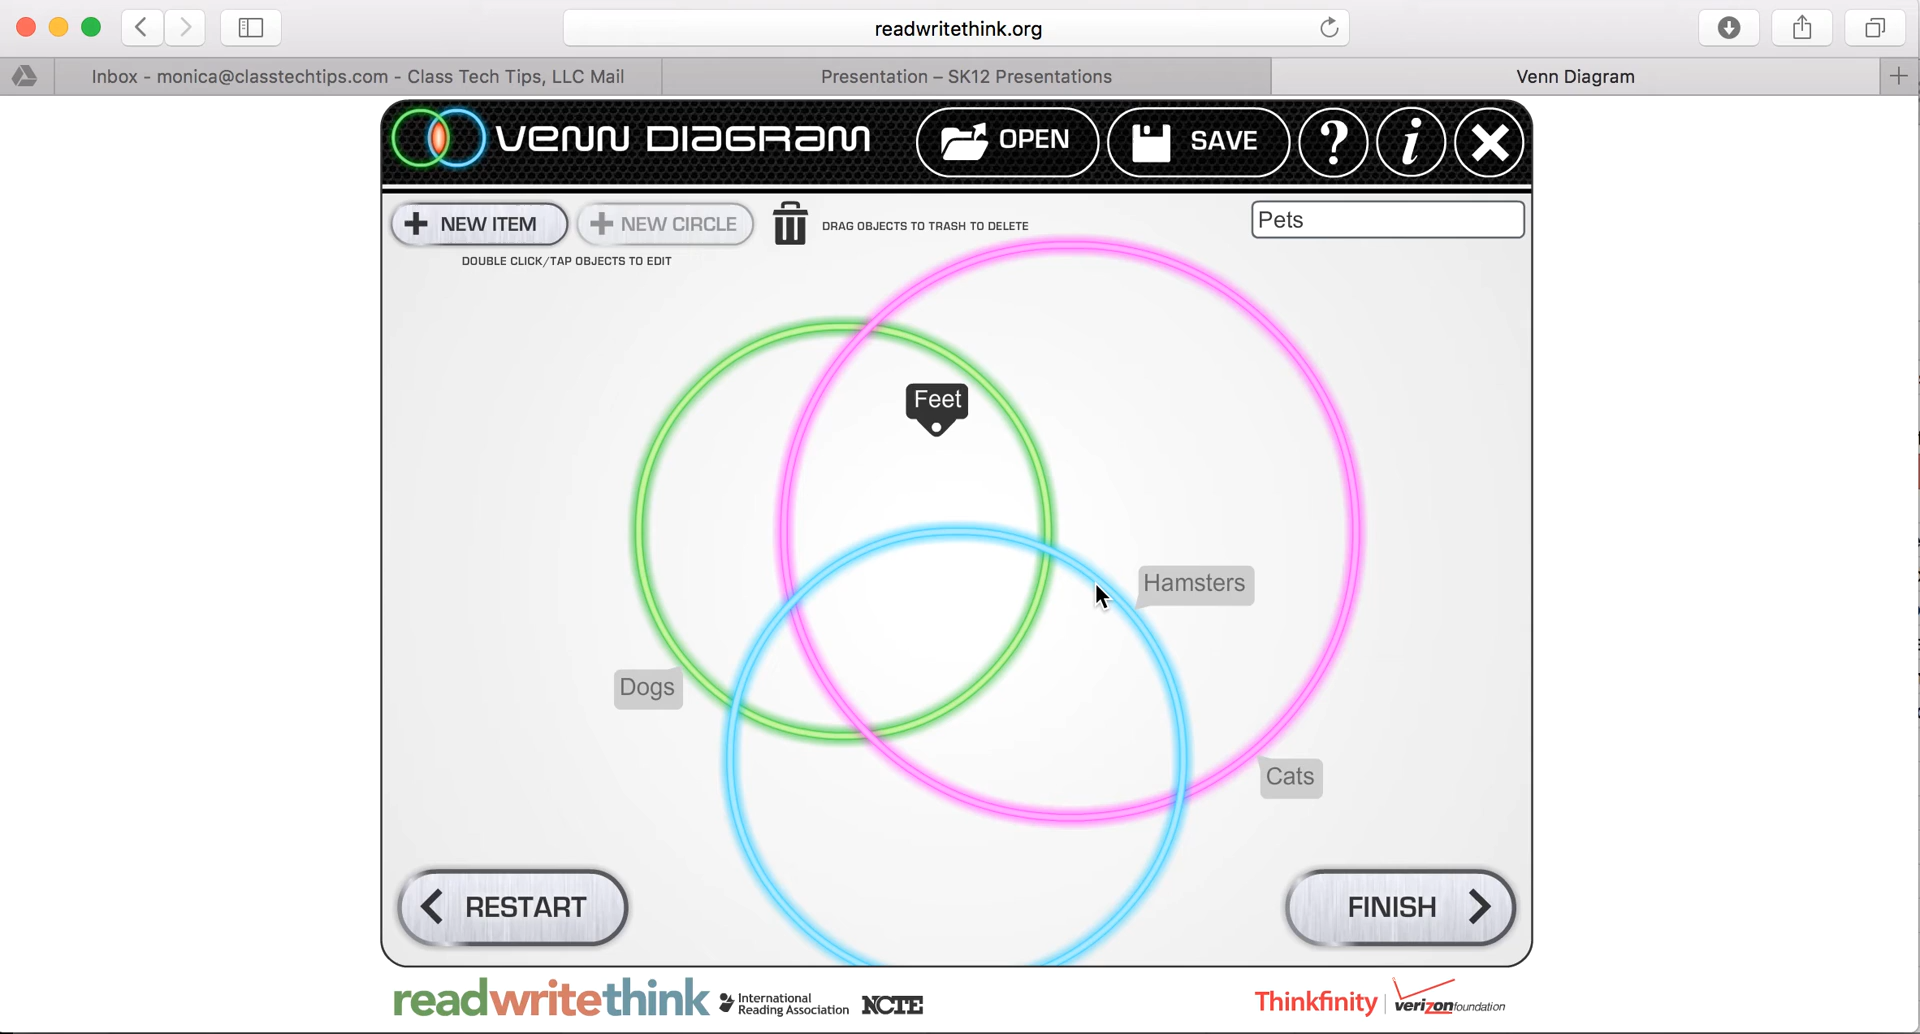 readwritethink.org
Inbox - monica@classtechtips.com - Class Tech Tips, LLC Mail
Presentation – SK12 Presentations
Venn Diagram
VENN DIAGRAM
OPEN
SAVE
?
i
NEW ITEM
NEW CIRCLE
DRAG OBJECTS TO TRASH TO DELETE
Pets
DOUBLE CLICK/TAP OBJECTS TO EDIT
Feet
Hamsters
Dogs
Cats
RESTART
FINISH
readwritethink
International
Reading Association
NCTE
Thinkfinity
verizonfoundation